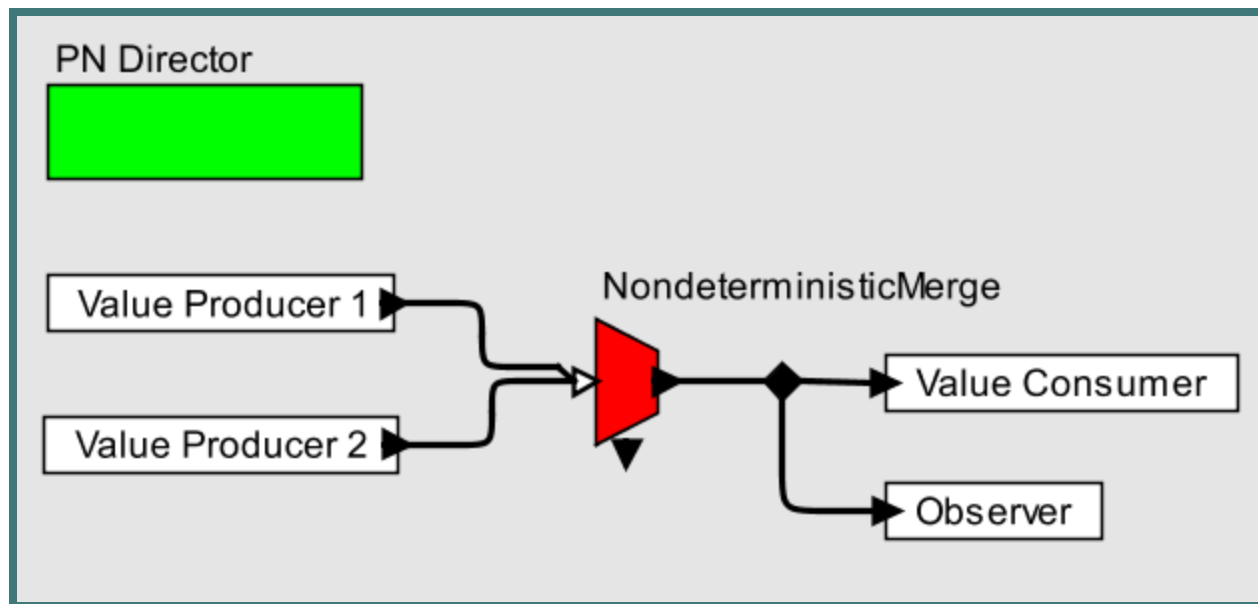 PN Director
Value Producer 1
NondeterministicMerge
Value Consumer
Value Producer 2
Observer